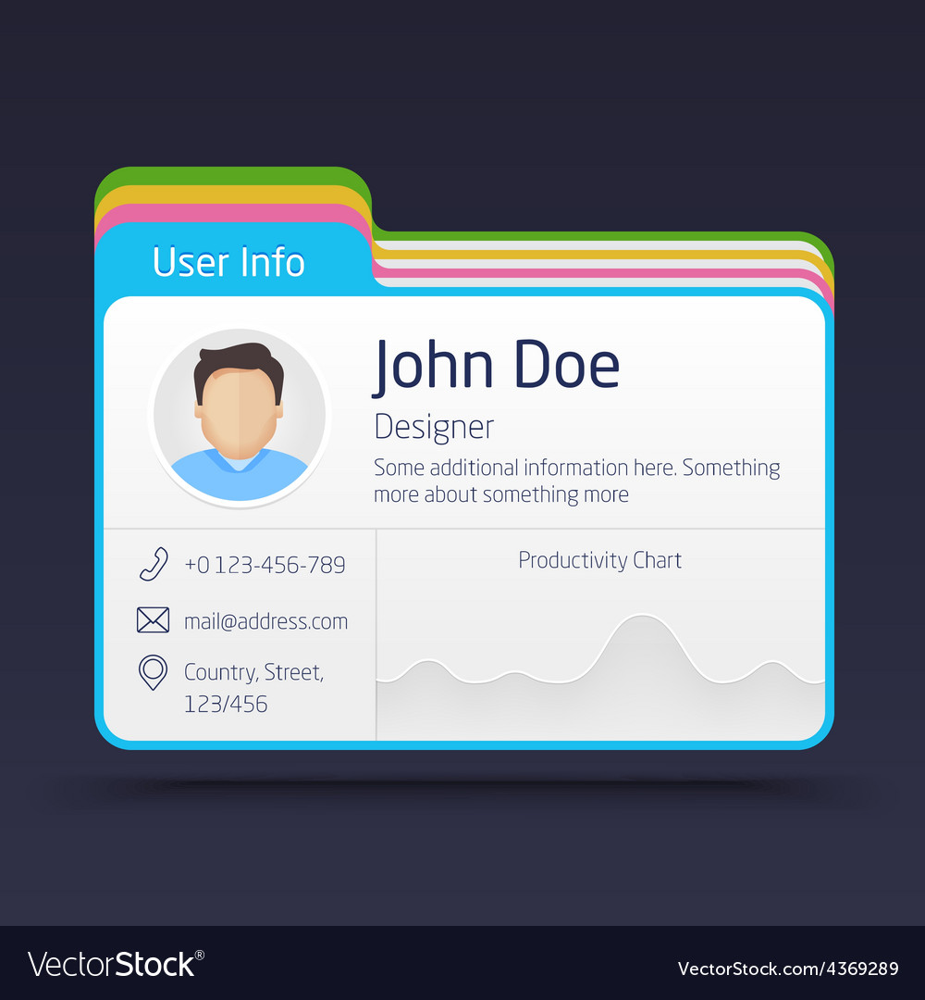 User Info
John Doe
Designer
Some additional information here. Something
more about something more
+0 123-456-789
mail@address.com
Country, Street,
123/456
Productivity Chart
VectorStock®
VectorStock.com/4369289